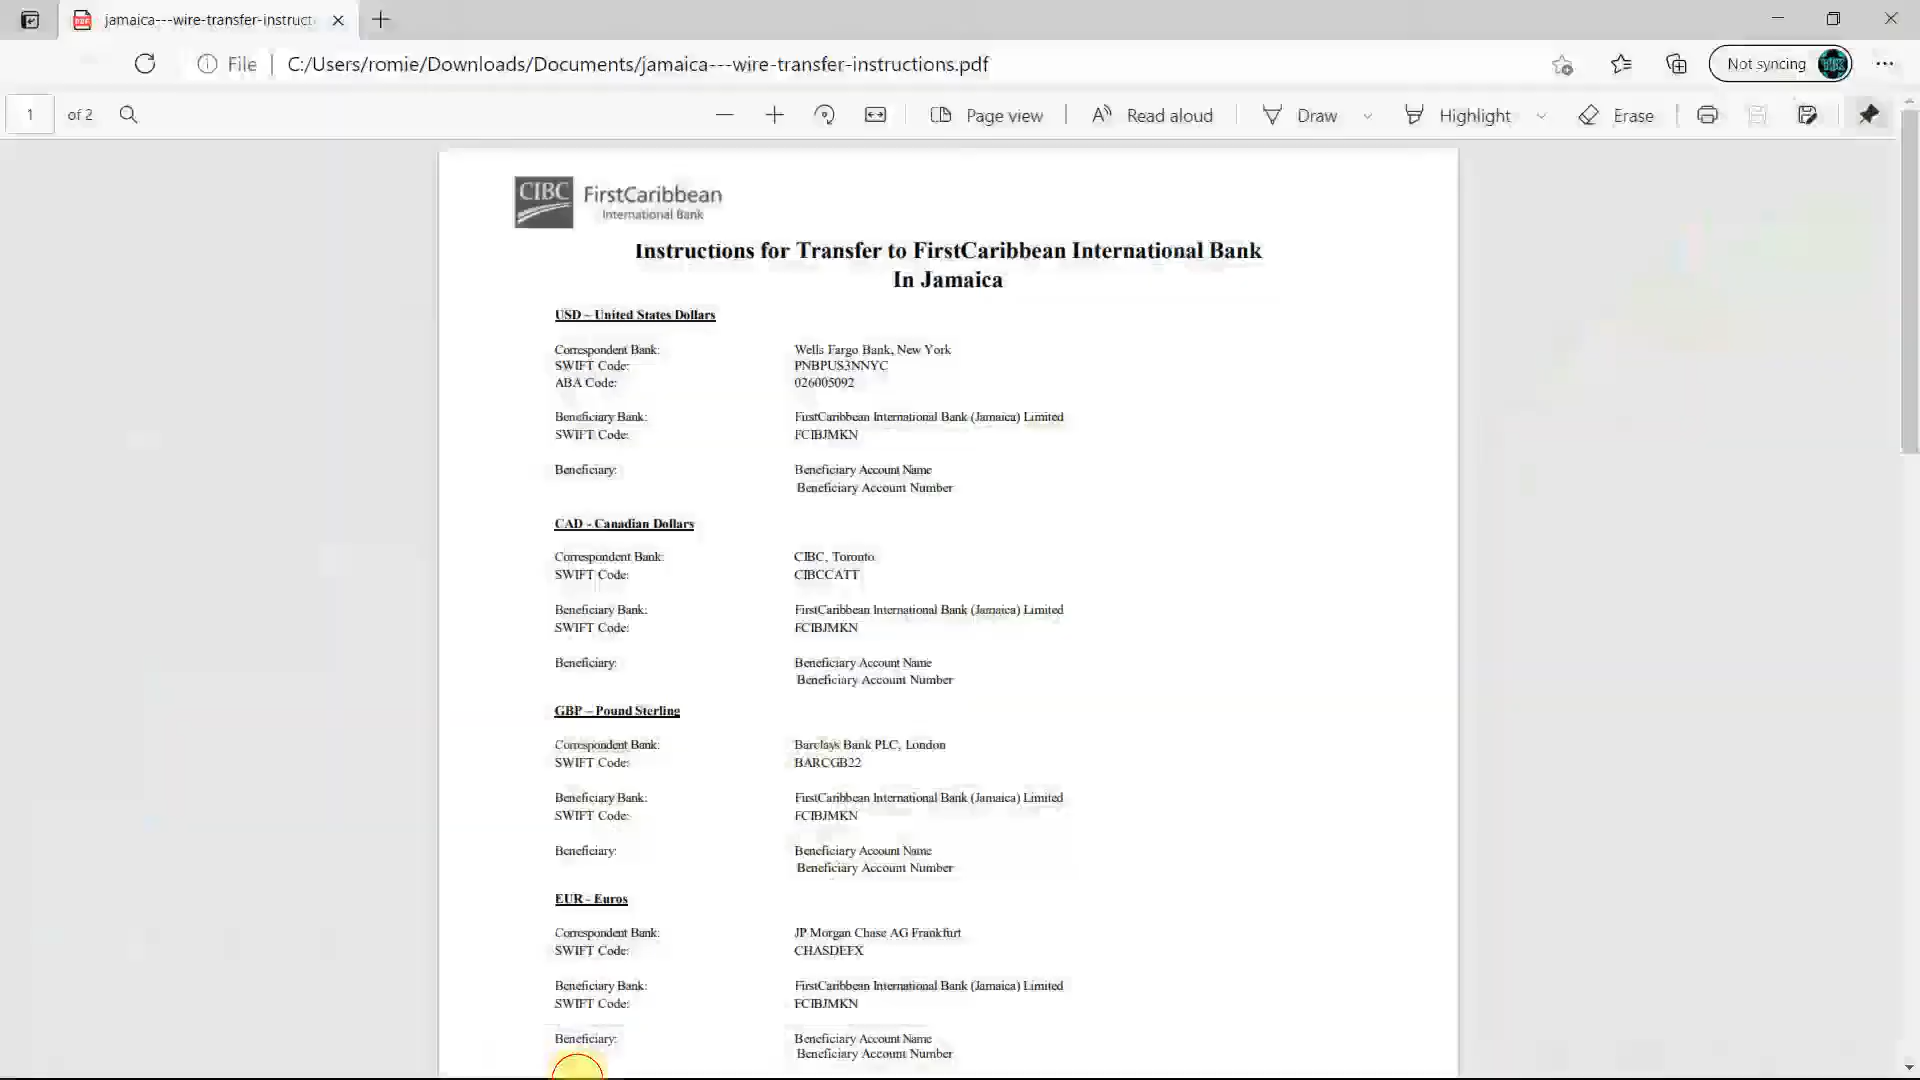 jamaica---wire-transfer-instruct
File
C:/Users/romie/Downloads/Documents/jamaica---wire-transfer-instructions.pdf
Not syncing
1 of 2
Page view
Read aloud
Draw
Highlight
Erase
CIBC FirstCaribbean
International Bank
Instructions for Transfer to FirstCaribbean International Bank
In Jamaica
USD – United States Dollars
Correspondent Bank: Wells Fargo Bank, New York
SWIFT Code: PNBPUS3NNYC
ABA Code: 026005092
Beneficiary Bank: FirstCaribbean International Bank (Jamaica) Limited
SWIFT Code: FCIBJMKN
Beneficiary: Beneficiary Account Name
Beneficiary Account Number
CAD - Canadian Dollars
Correspondent Bank: CIBC, Toronto
SWIFT Code: CIBCCATT
Beneficiary Bank: FirstCaribbean International Bank (Jamaica) Limited
SWIFT Code: FCIBJMKN
Beneficiary: Beneficiary Account Name
Beneficiary Account Number
GBP – Pound Sterling
Correspondent Bank: Barclays Bank PLC, London
SWIFT Code: BARCGB22
Beneficiary Bank: FirstCaribbean International Bank (Jamaica) Limited
SWIFT Code: FCIBJMKN
Beneficiary: Beneficiary Account Name
Beneficiary Account Number
EUR - Euros
Correspondent Bank: JP Morgan Chase AG Frankfurt
SWIFT Code: CHASDEFX
Beneficiary Bank: FirstCaribbean International Bank (Jamaica) Limited
SWIFT Code: FCIBJMKN
Beneficiary: Beneficiary Account Name
Beneficiary Account Number